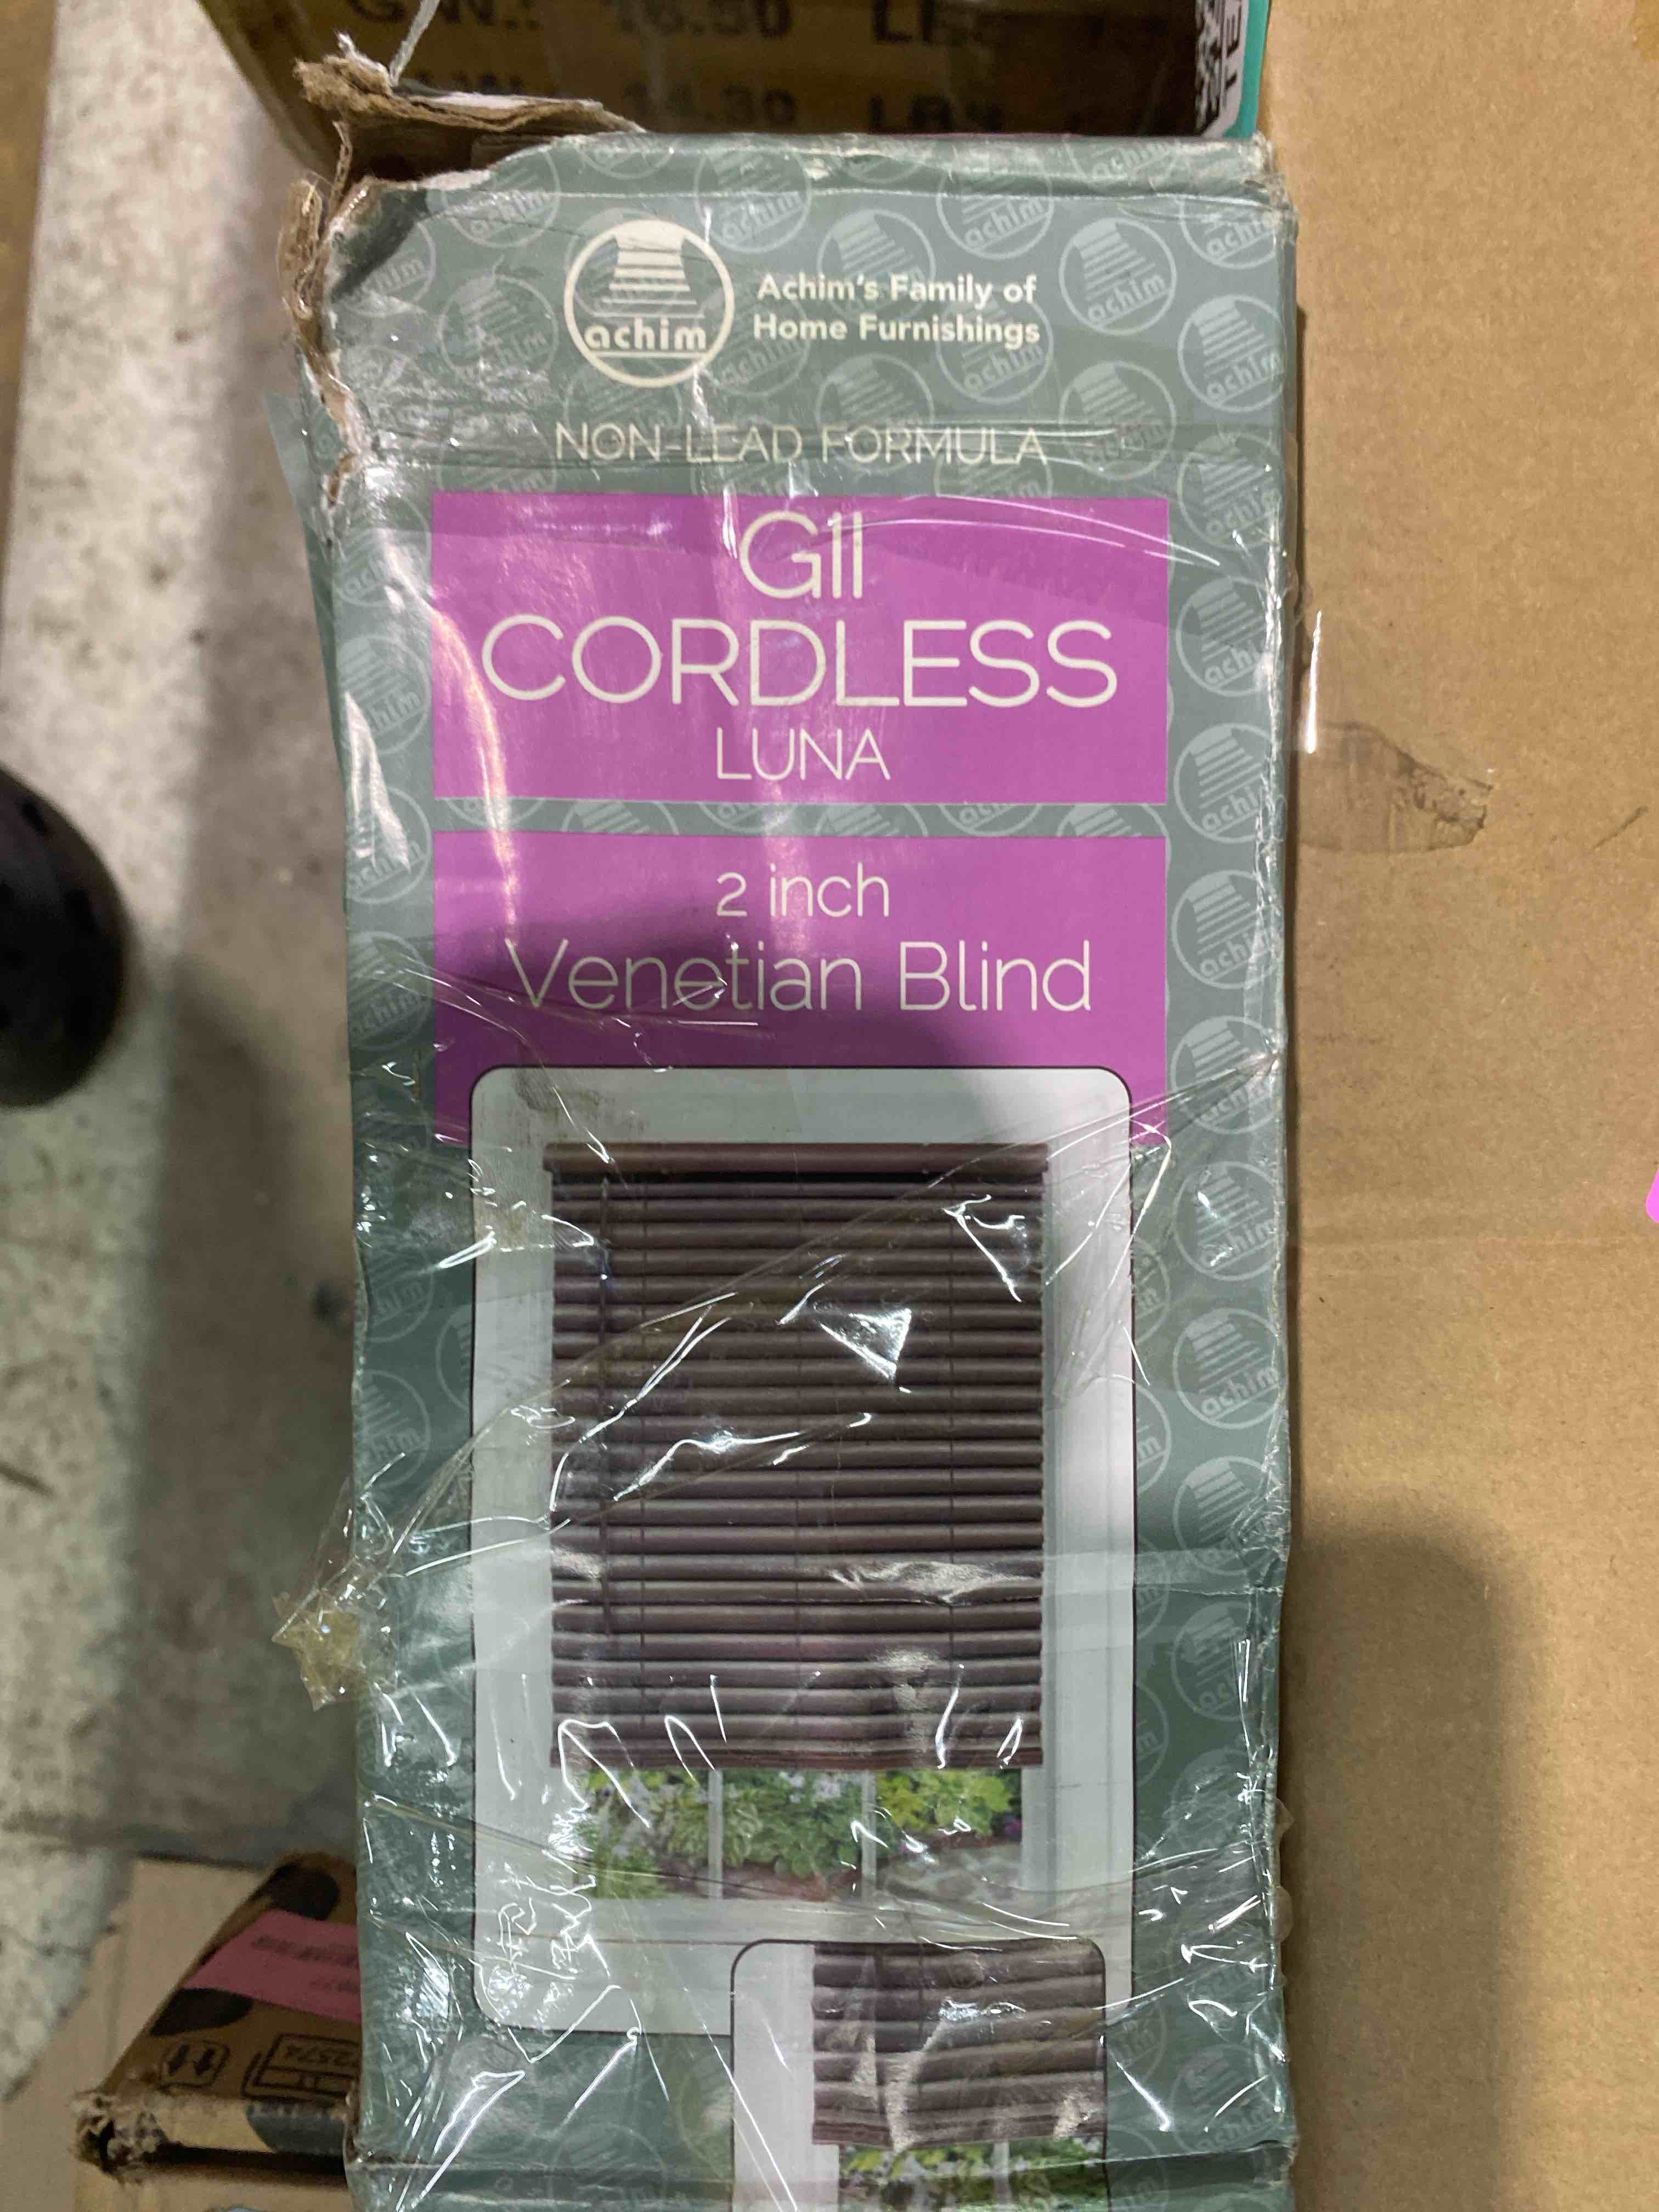 achim
Achim's Family of
Home Furnishings
NON-LEAD FORMULA
GII
CORDLESS
LUNA
2 inch
Venetian Blind